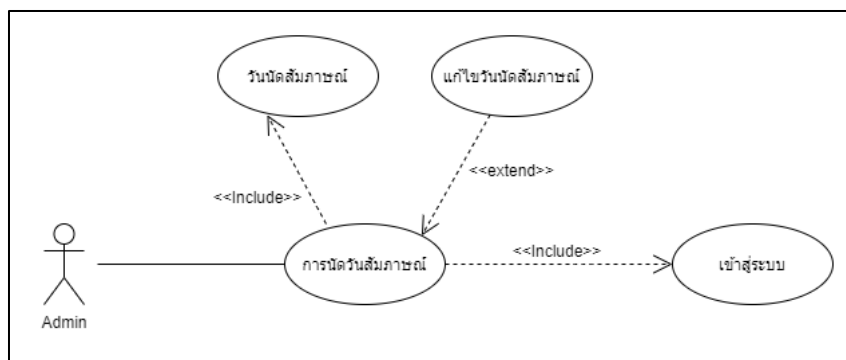 วันนัดสัมภาษณ์
แก้ไขวันนัดสัมภาษณ์
<<Include>>
<<extend>>
การนัดวันสัมภาษณ์
<<Include>>
เข้าสู่ระบบ
Admin